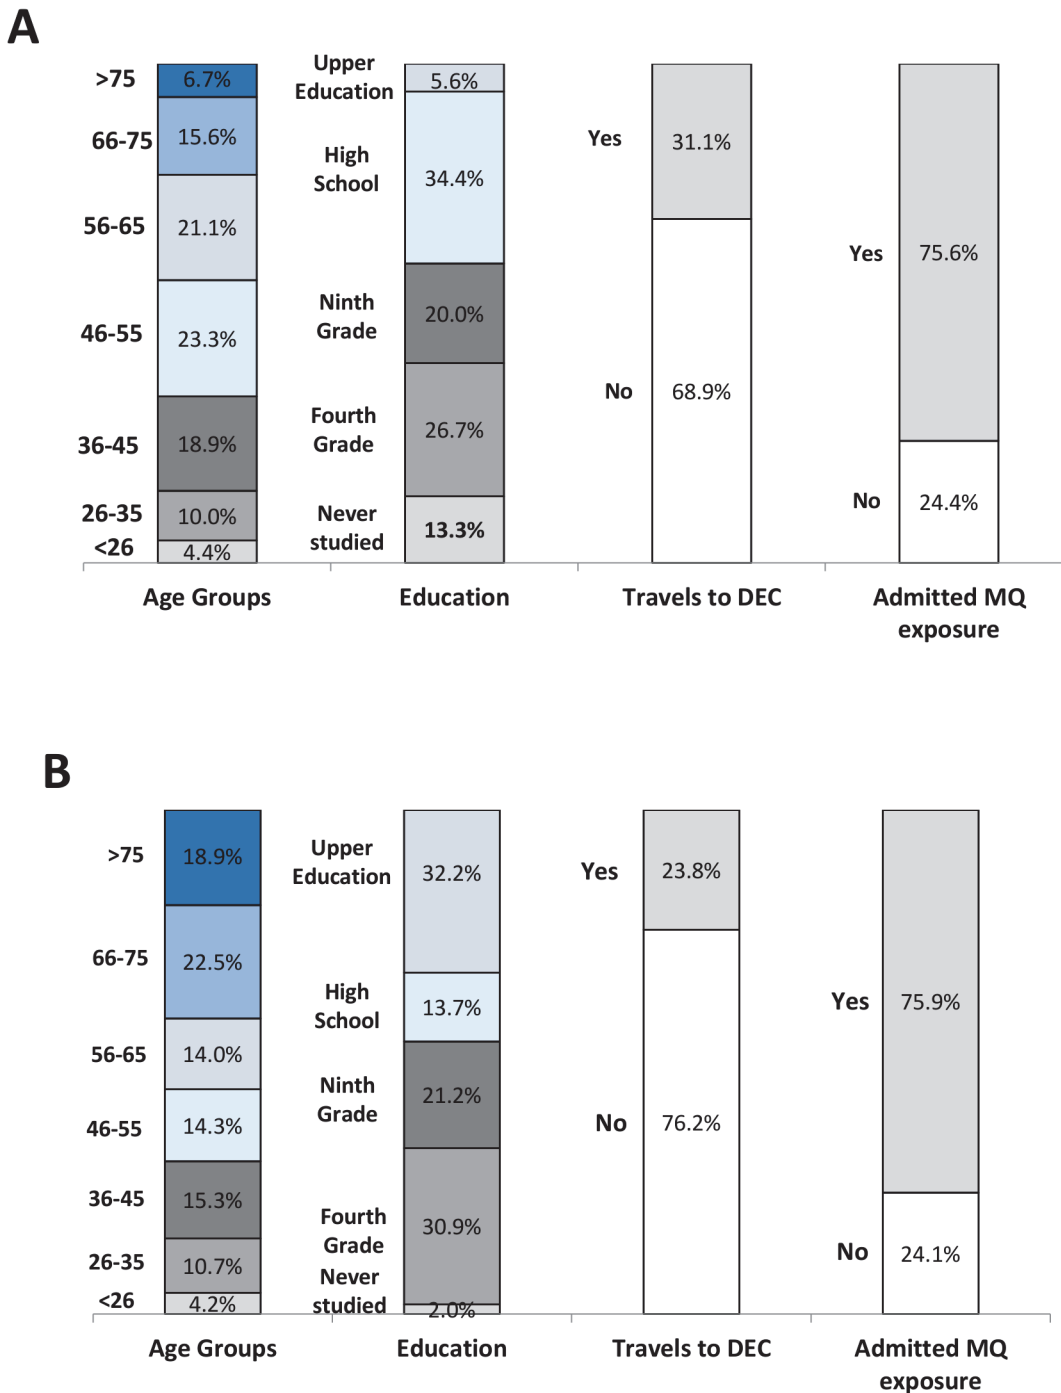 A
>75
6.7%
66-75
15.6%
56-65
21.1%
46-55
23.3%
36-45
18.9%
26-35
10.0%
<26
4.4%
Upper
Education
5.6%
High
School
34.4%
Ninth
Grade
20.0%
Fourth
Grade
26.7%
Never
studied
13.3%
Yes
31.1%
No
68.9%
Yes
75.6%
No
24.4%
Age Groups
Education
Travels to DEC
Admitted MQ
exposure
B
>75
18.9%
66-75
22.5%
56-65
14.0%
46-55
14.3%
36-45
15.3%
26-35
10.7%
<26
4.2%
Upper
Education
32.2%
High
School
13.7%
Ninth
Grade
21.2%
Fourth
Grade
30.9%
Never
studied
2.0%
Yes
23.8%
No
76.2%
Yes
75.9%
No
24.1%
Age Groups
Education
Travels to DEC
Admitted MQ
exposure